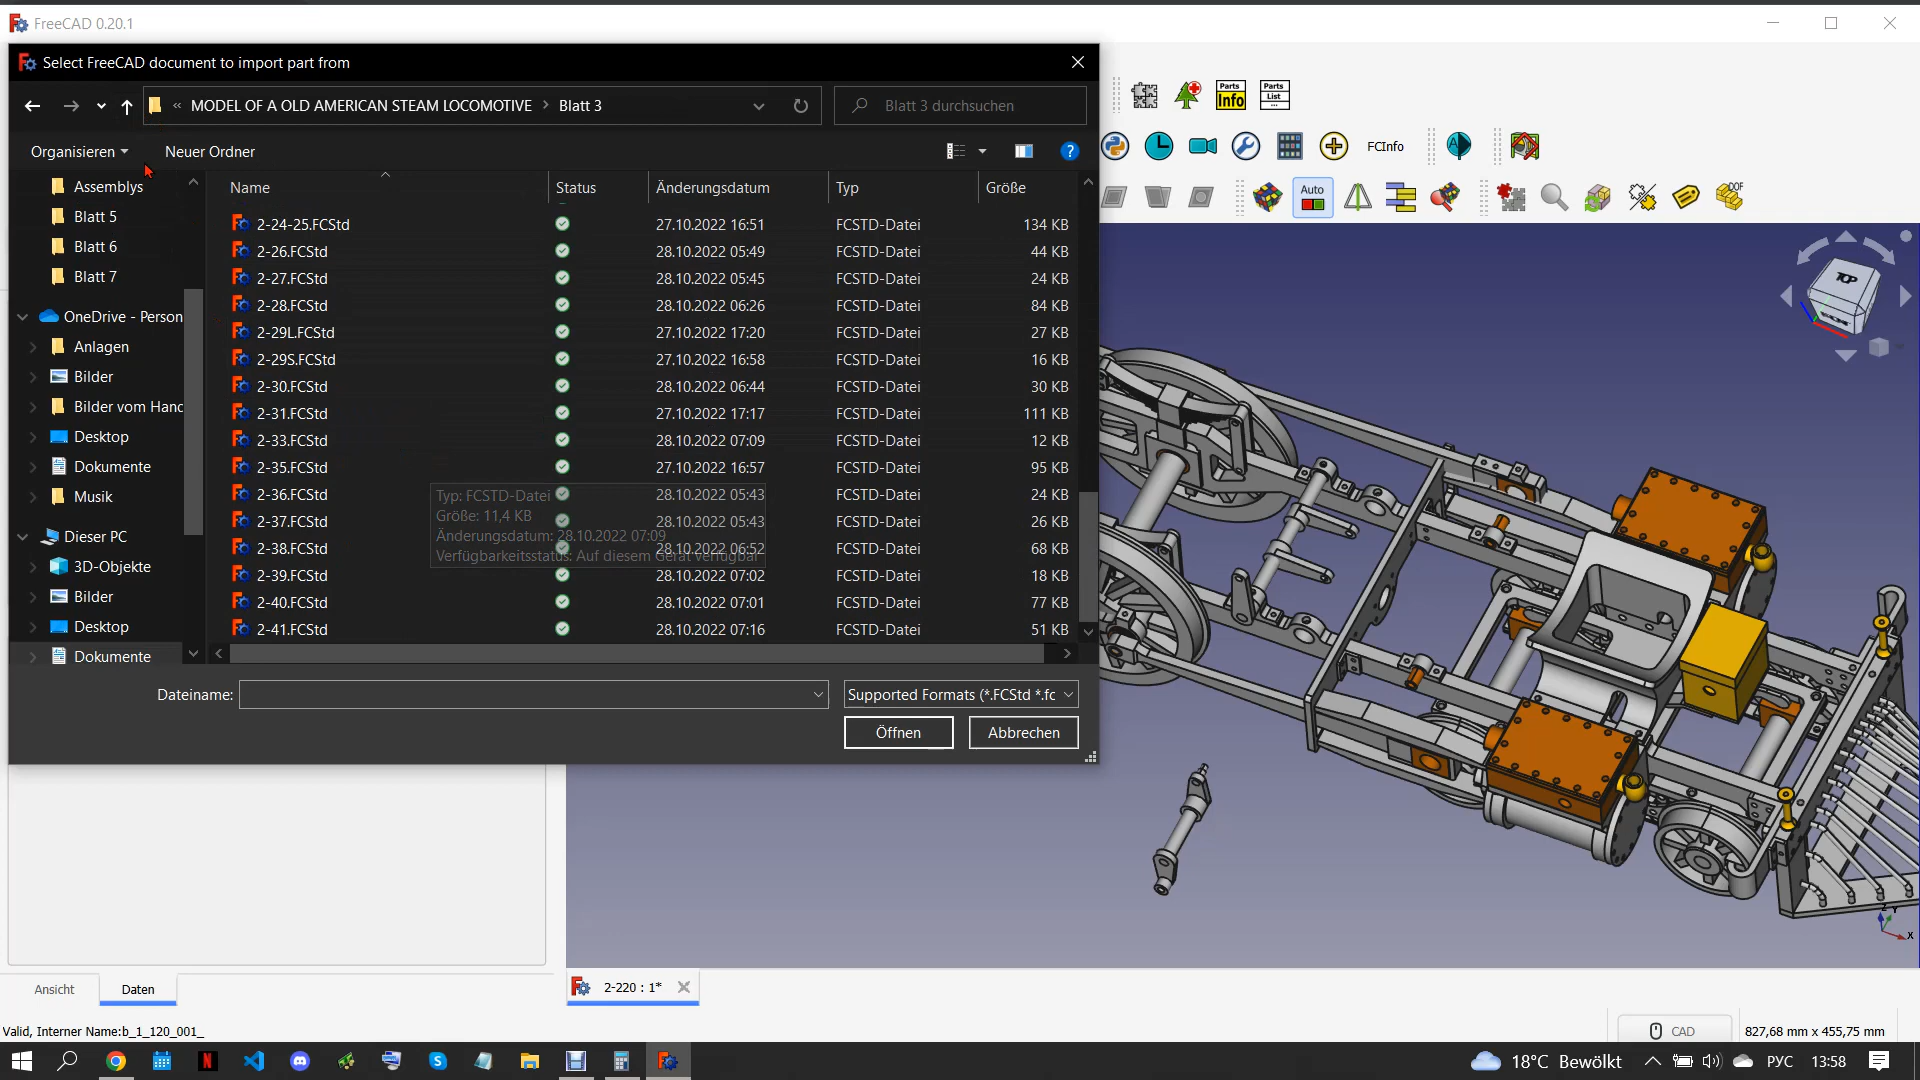 FreeCAD 0.20.1
Select FreeCAD document to import part from
« MODEL OF A OLD AMERICAN STEAM LOCOMOTIVE > Blatt 3
Blatt 3 durchsuchen
Parts Info
Parts List ...
Organisieren
Neuer Ordner
?
FCInfo
Auto
DOF
Assemblys
Blatt 5
Blatt 6
Blatt 7
OneDrive - Person
Anlagen
Bilder
Bilder vom Hand
Desktop
Dokumente
Musik
Dieser PC
3D-Objekte
Bilder
Desktop
Dokumente
Name Status Änderungsdatum Typ Größe
2-24-25.FCStd 27.10.2022 16:51 FCSTD-Datei 134 KB
2-26.FCStd 28.10.2022 05:49 FCSTD-Datei 44 KB
2-27.FCStd 28.10.2022 05:45 FCSTD-Datei 24 KB
2-28.FCStd 28.10.2022 06:26 FCSTD-Datei 84 KB
2-29L.FCStd 27.10.2022 17:20 FCSTD-Datei 27 KB
2-29S.FCStd 27.10.2022 16:58 FCSTD-Datei 16 KB
2-30.FCStd 28.10.2022 06:44 FCSTD-Datei 30 KB
2-31.FCStd 27.10.2022 17:17 FCSTD-Datei 111 KB
2-33.FCStd 28.10.2022 07:09 FCSTD-Datei 12 KB
2-35.FCStd 27.10.2022 16:57 FCSTD-Datei 95 KB
2-36.FCStd 28.10.2022 05:43 FCSTD-Datei 24 KB
2-37.FCStd 28.10.2022 05:43 FCSTD-Datei 26 KB
2-38.FCStd 28.10.2022 06:52 FCSTD-Datei 68 KB
2-39.FCStd 28.10.2022 07:02 FCSTD-Datei 18 KB
2-40.FCStd 28.10.2022 07:01 FCSTD-Datei 77 KB
2-41.FCStd 28.10.2022 07:16 FCSTD-Datei 51 KB
Typ: FCSTD-Datei
Größe: 11,4 KB
Änderungsdatum: 28.10.2022 07:09
Verfügbarkeitsstatus: Auf diesem Gerät verfügbar
Dateiname:
Supported Formats (*.FCStd *.fc
Öffnen
Abbrechen
TOP
Z
Y
X
Ansicht
Daten
2-220 : 1*
Valid, Interner Name:b_1_120_001_
CAD
827,68 mm x 455,75 mm
18°C Bewölkt
РУС
13:58